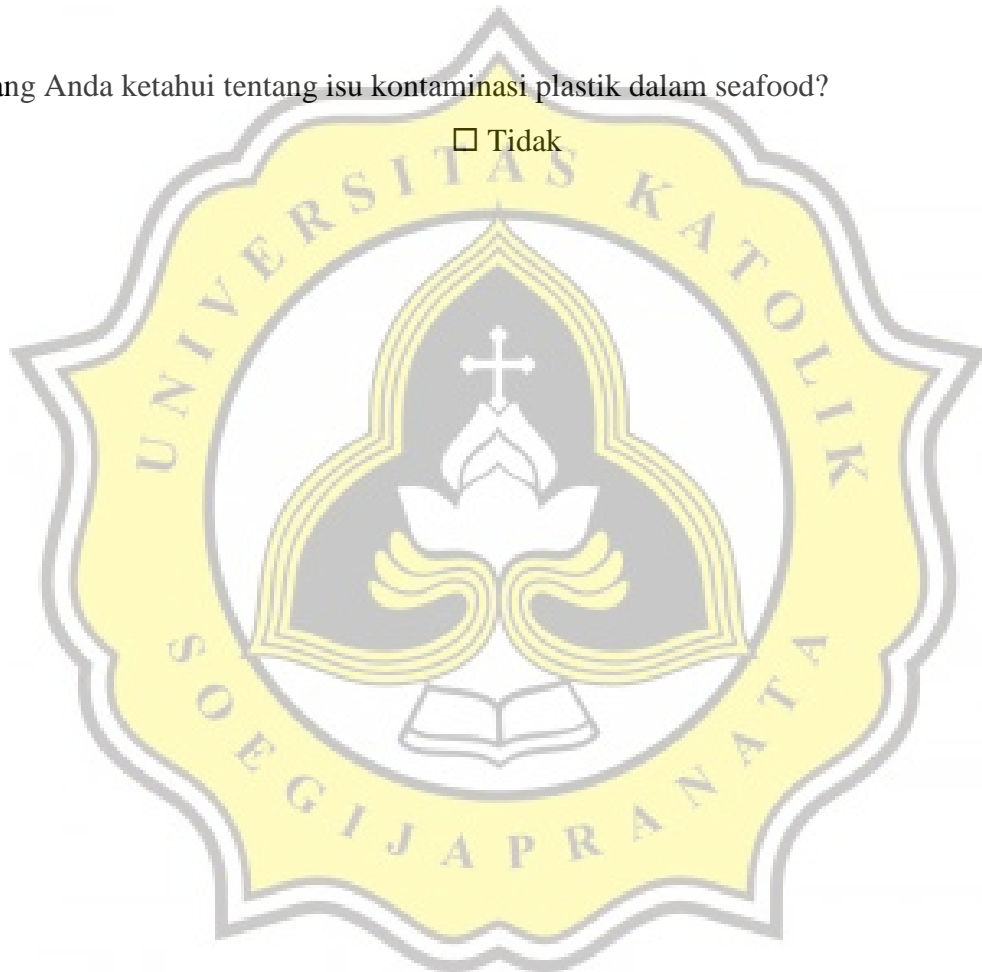 ang Anda ketahui tentang isu kontaminasi plastik dalam seafood?
☐ Tidak
UNIVERSITAS KATOLIK
SOEGIJAPRANATA